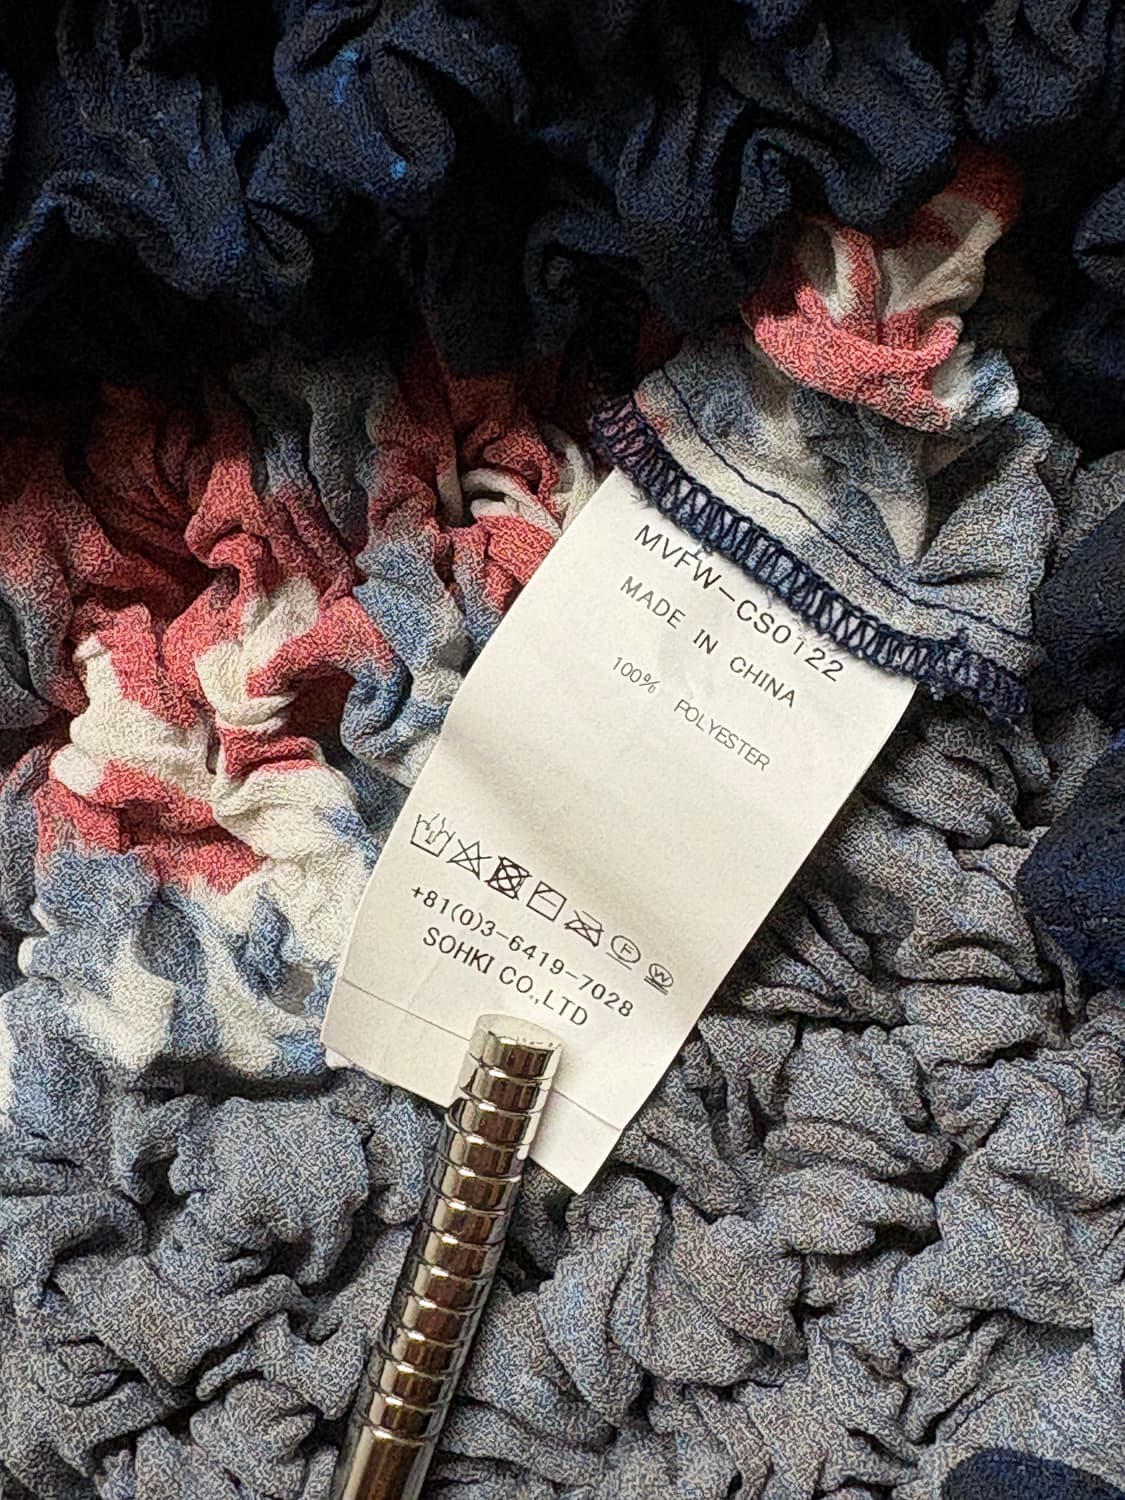 MVFW-CS0122
MADE IN CHINA
100% POLYESTER
F W
+81(0)3-6419-7028
SOHKI CO.,LTD